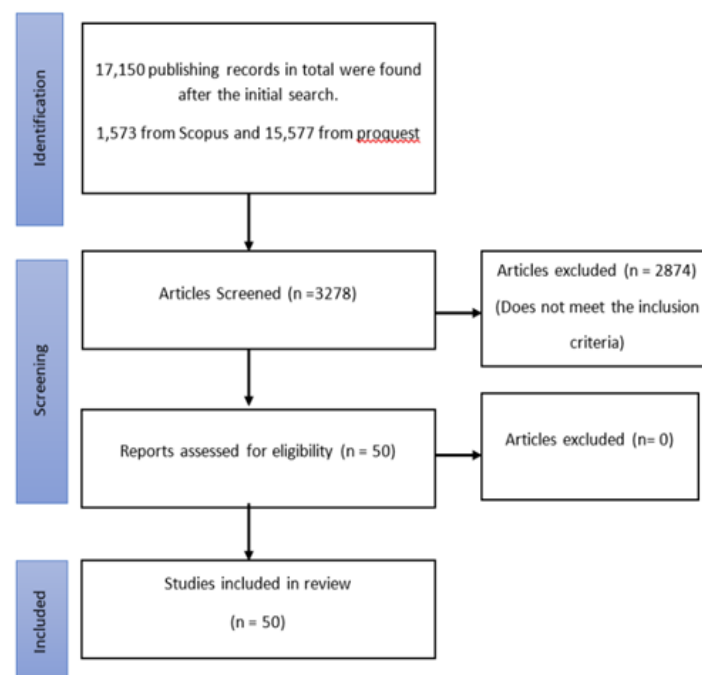 Identification
17,150 publishing records in total were found
after the initial search.
1,573 from Scopus and 15,577 from proquest
Screening
Articles Screened (n =3278)
Articles excluded (n = 2874)
(Does not meet the inclusion
criteria)
Reports assessed for eligibility (n = 50)
Articles excluded (n= 0)
Included
Studies included in review
(n = 50)